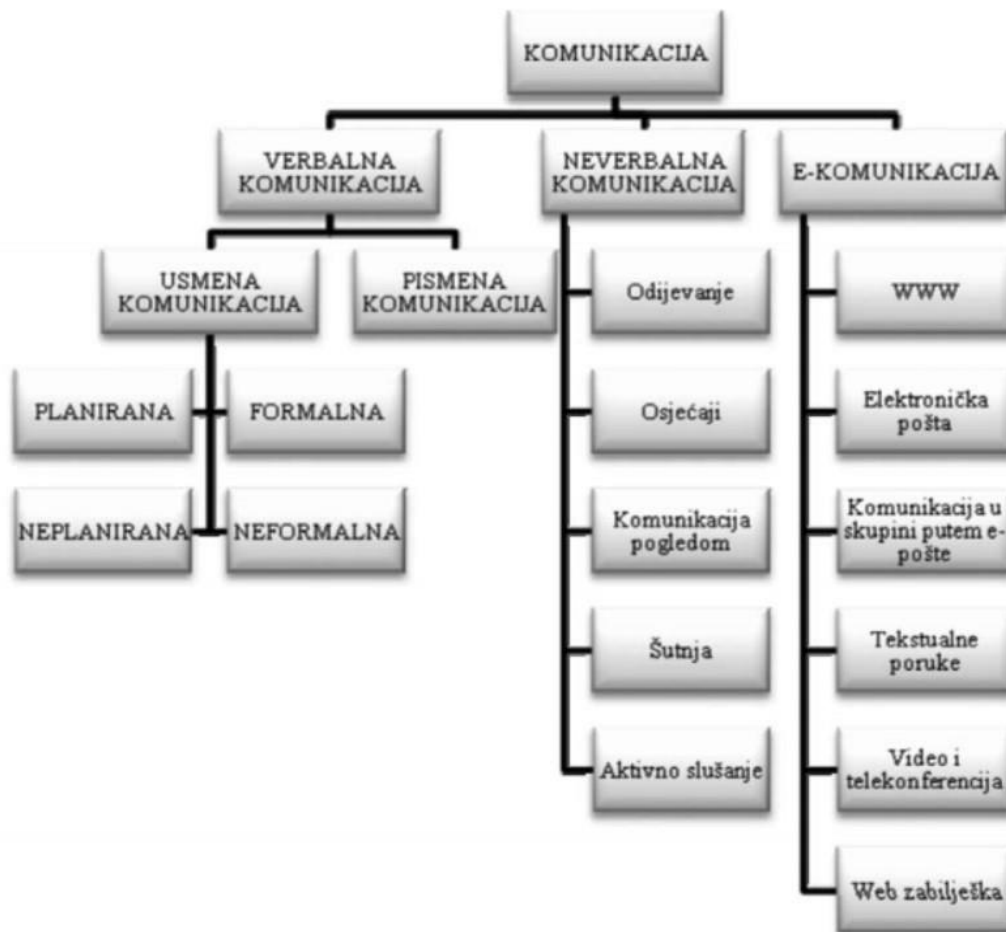 KOMUNIKACIJA
VERBALNA
KOMUNIKACIJA
NEVERBALNA
KOMUNIKACIJA
E-KOMUNIKACIJA
USMENA
KOMUNIKACIJA
PISMENA
KOMUNIKACIJA
PLANIRANA
FORMALNA
NEPLANIRANA
NEFORMALNA
Odijevanje
Osjećaji
Komunikacija
pogledom
Šutnja
Aktivno slušanje
WWW
Elektronička
pošta
Komunikacija u
skupini putem e-
pošte
Tekstualne
poruke
Video i
telekonferencija
Web zabilješka